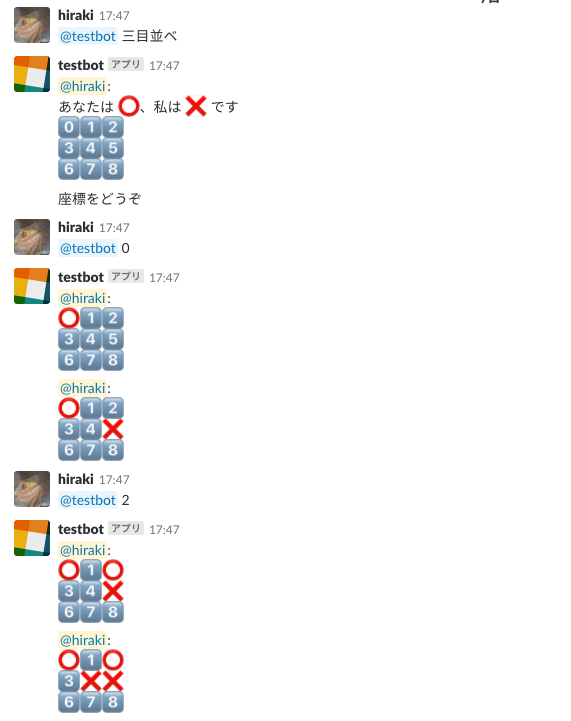 hiraki 17:47
@testbot 三目並べ
testbot アプリ 17:47
@hiraki:
あなたは ⭕、私は ❌ です
0 1 2
3 4 5
6 7 8
座標をどうぞ
hiraki 17:47
@testbot 0
testbot アプリ 17:47
@hiraki:
⭕ 1 2
3 4 5
6 7 8
@hiraki:
⭕ 1 2
3 4 ❌
6 7 8
hiraki 17:47
@testbot 2
testbot アプリ 17:47
@hiraki:
⭕ 1 ⭕
3 4 ❌
6 7 8
@hiraki:
⭕ 1 ⭕
3 ❌ ❌
6 7 8